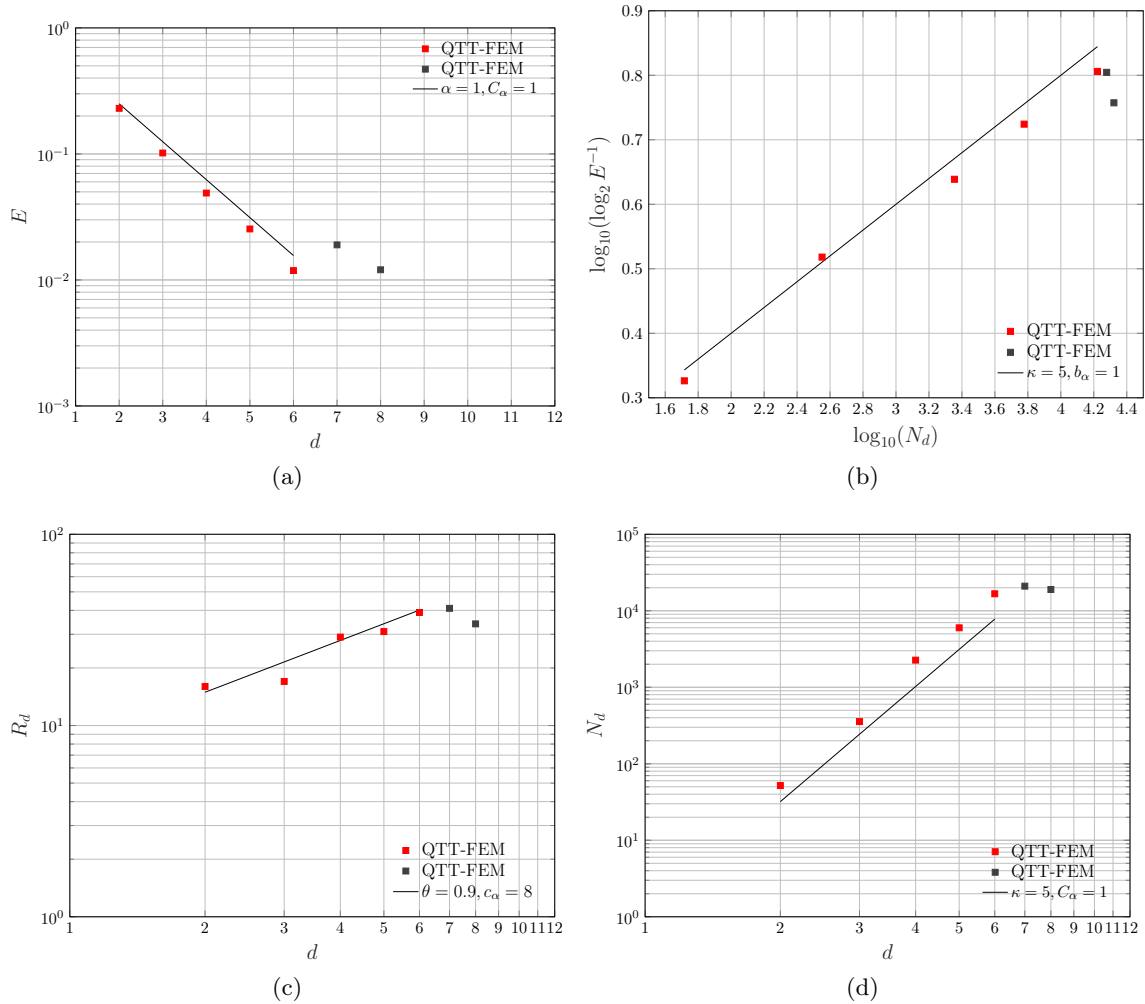 10^0
10^{-1}
10^{-2}
10^{-3}
E
QTT-FEM
QTT-FEM
α = 1, C_α = 1
1 2 3 4 5 6 7 8 9 10 11 12
d
(a)
0.9
0.8
0.7
0.6
0.5
0.4
0.3
log_{10}(log_2 E^{-1})
QTT-FEM
QTT-FEM
κ = 5, b_α = 1
1.6 1.8 2 2.2 2.4 2.6 2.8 3 3.2 3.4 3.6 3.8 4 4.2 4.4
log_{10}(N_d)
(b)
10^2
10^1
10^0
R_d
QTT-FEM
QTT-FEM
θ = 0.9, c_α = 8
1 2 3 4 5 6 7 8 9 10 11 12
d
(c)
10^5
10^4
10^3
10^2
10^1
10^0
N_d
QTT-FEM
QTT-FEM
κ = 5, C_α = 1
1 2 3 4 5 6 7 8 9 10 11 12
d
(d)